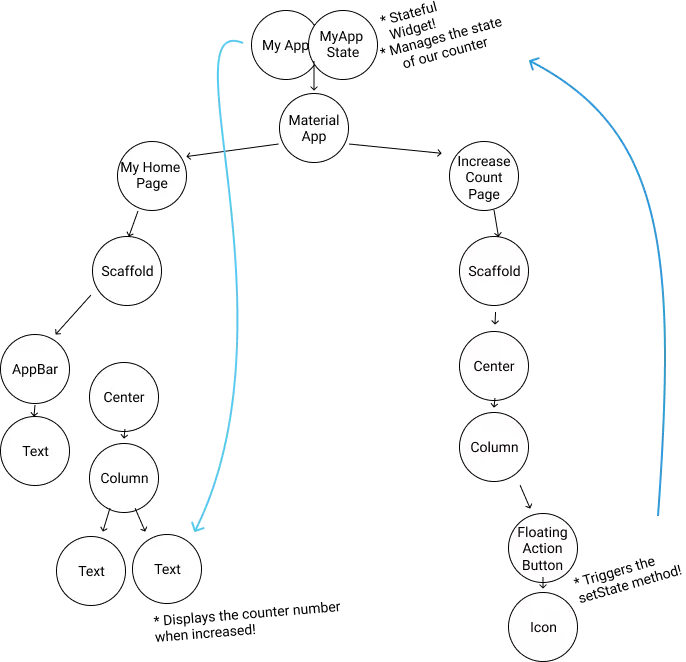 My App
MyApp
State
* Stateful
Widget!
* Manages the state
of our counter
Material
App
My Home
Page
Increase
Count
Page
Scaffold
Scaffold
AppBar
Center
Center
Text
Column
Column
Text
Text
Floating
Action
Button
* Triggers the
setState method!
* Displays the counter number
when increased!
Icon